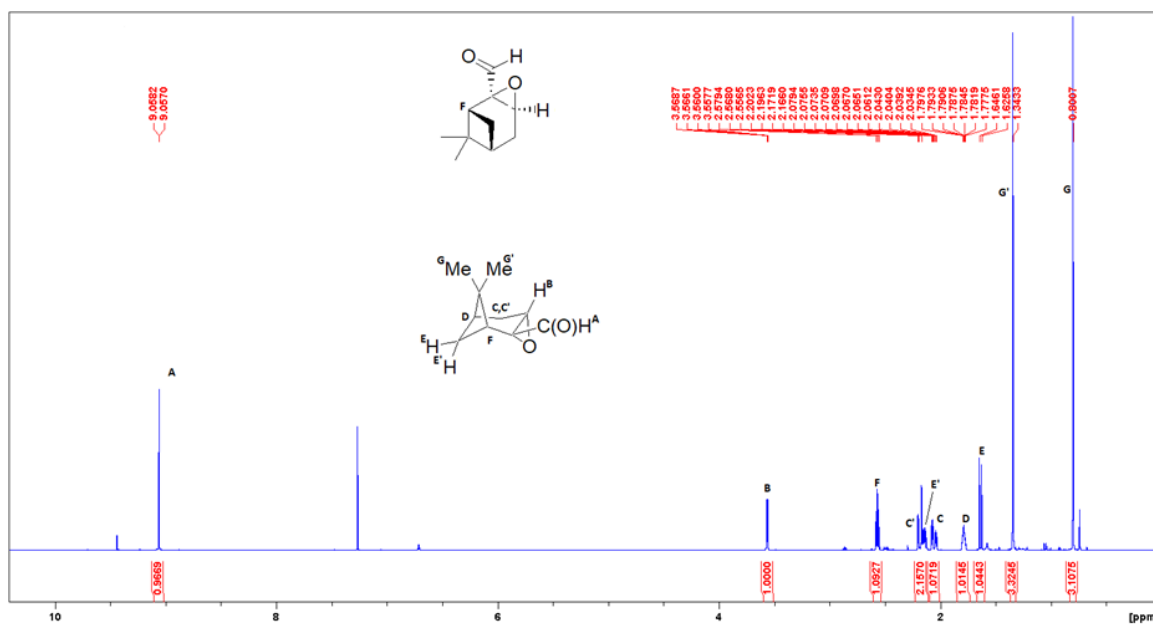 9.0582
9.0570
3.5687
3.5661
3.5600
3.5577
2.5794
2.5680
2.5565
2.2023
2.1963
2.1719
2.1660
2.0794
2.0755
2.0735
2.0709
2.0698
2.0670
2.0651
2.0612
2.0430
2.0404
2.0392
2.0345
1.7976
1.7933
1.7906
1.7875
1.7845
1.7819
1.7775
1.6461
1.6258
1.3433
0.8007
O H
O
F H
G' G
G Me Me G'
H B
D C,C'
C(O)H A
E H F O
E' H
A
B F C' E' C D E
0.9669 1.0000 1.0927 2.1570 1.0719 1.0145 1.0443 3.3245 3.1075
10 8 6 4 2 [ppm